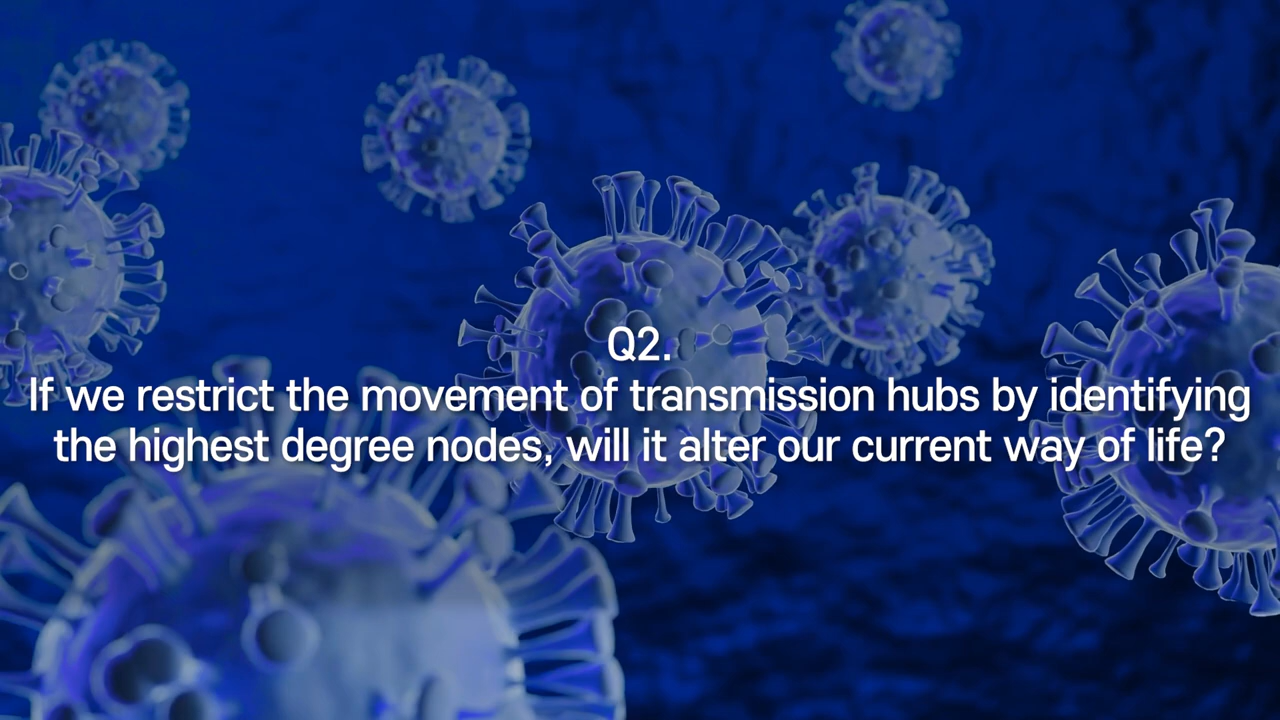 Q2.
If we restrict the movement of transmission hubs by identifying
the highest degree nodes, will it alter our current way of life?